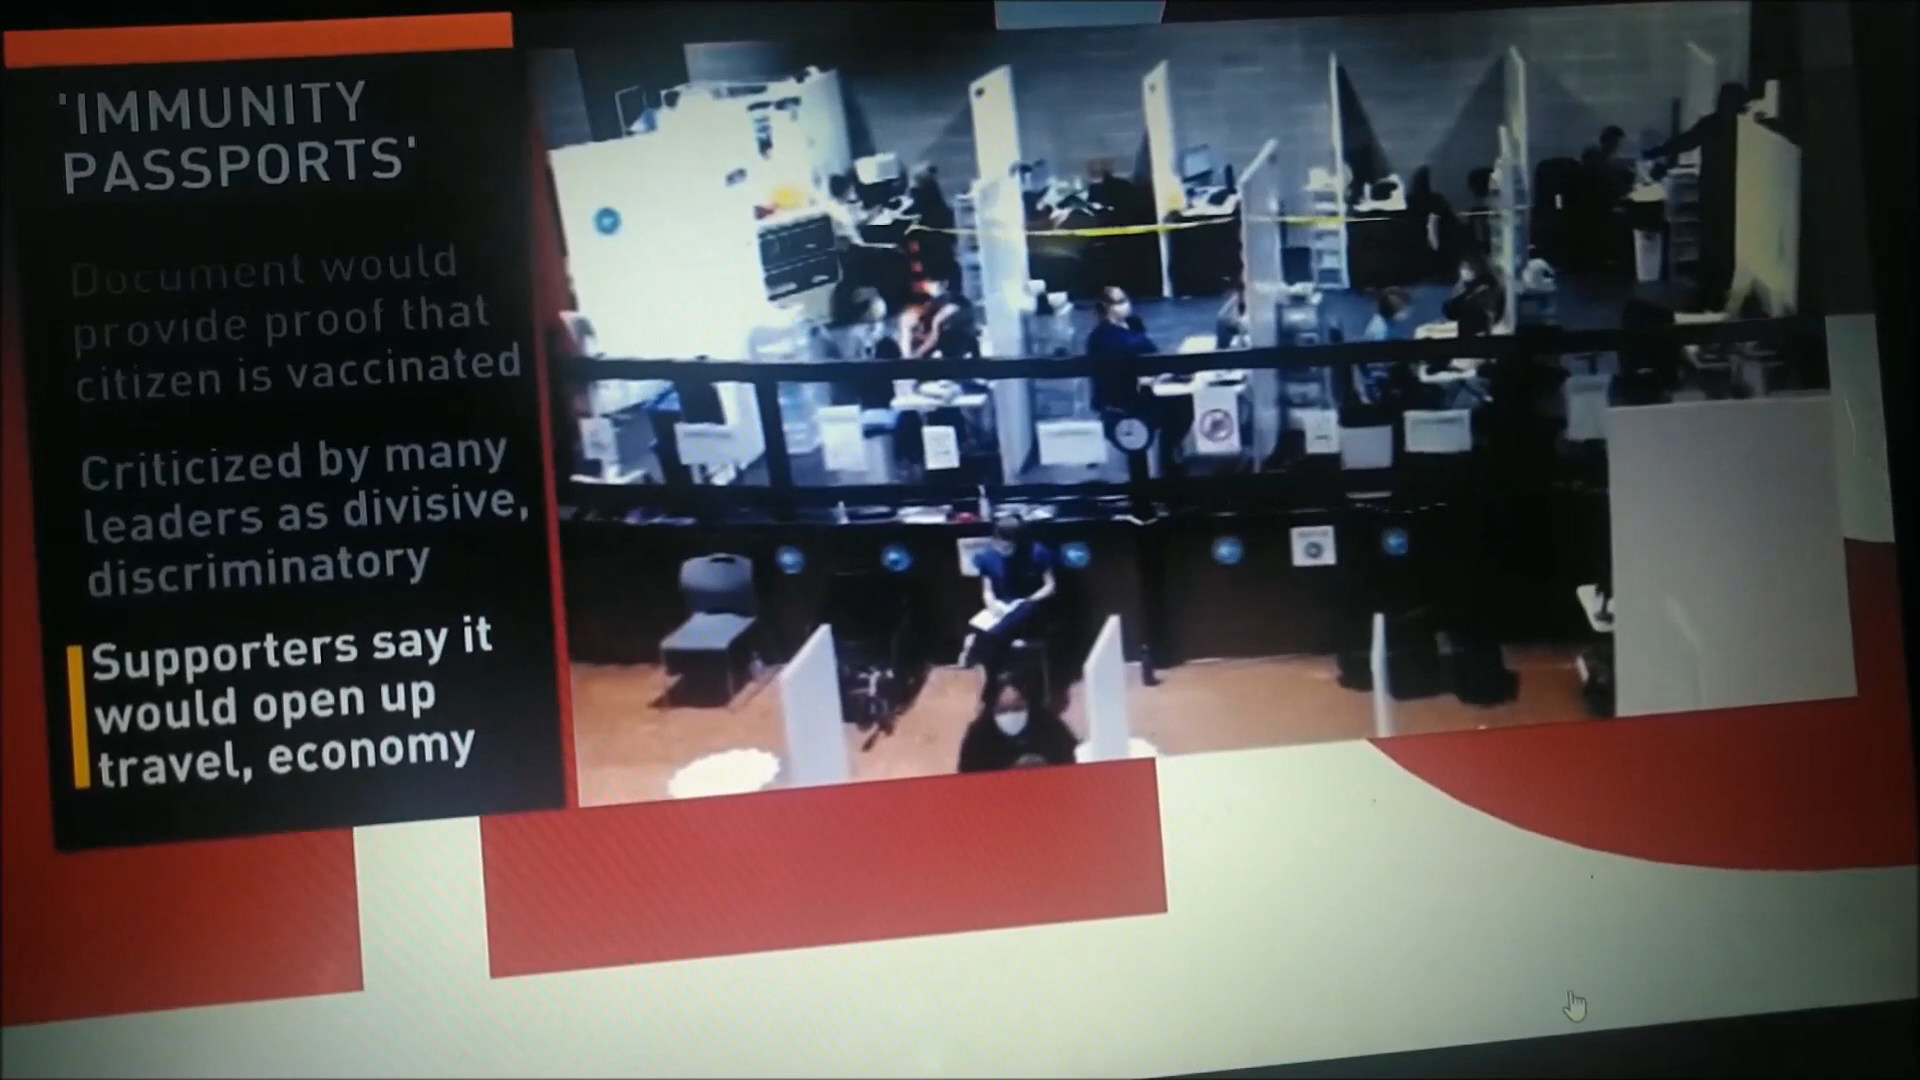 'IMMUNITY
PASSPORTS'
Document would
provide proof that
citizen is vaccinated
Criticized by many
leaders as divisive,
discriminatory
Supporters say it
would open up
travel, economy